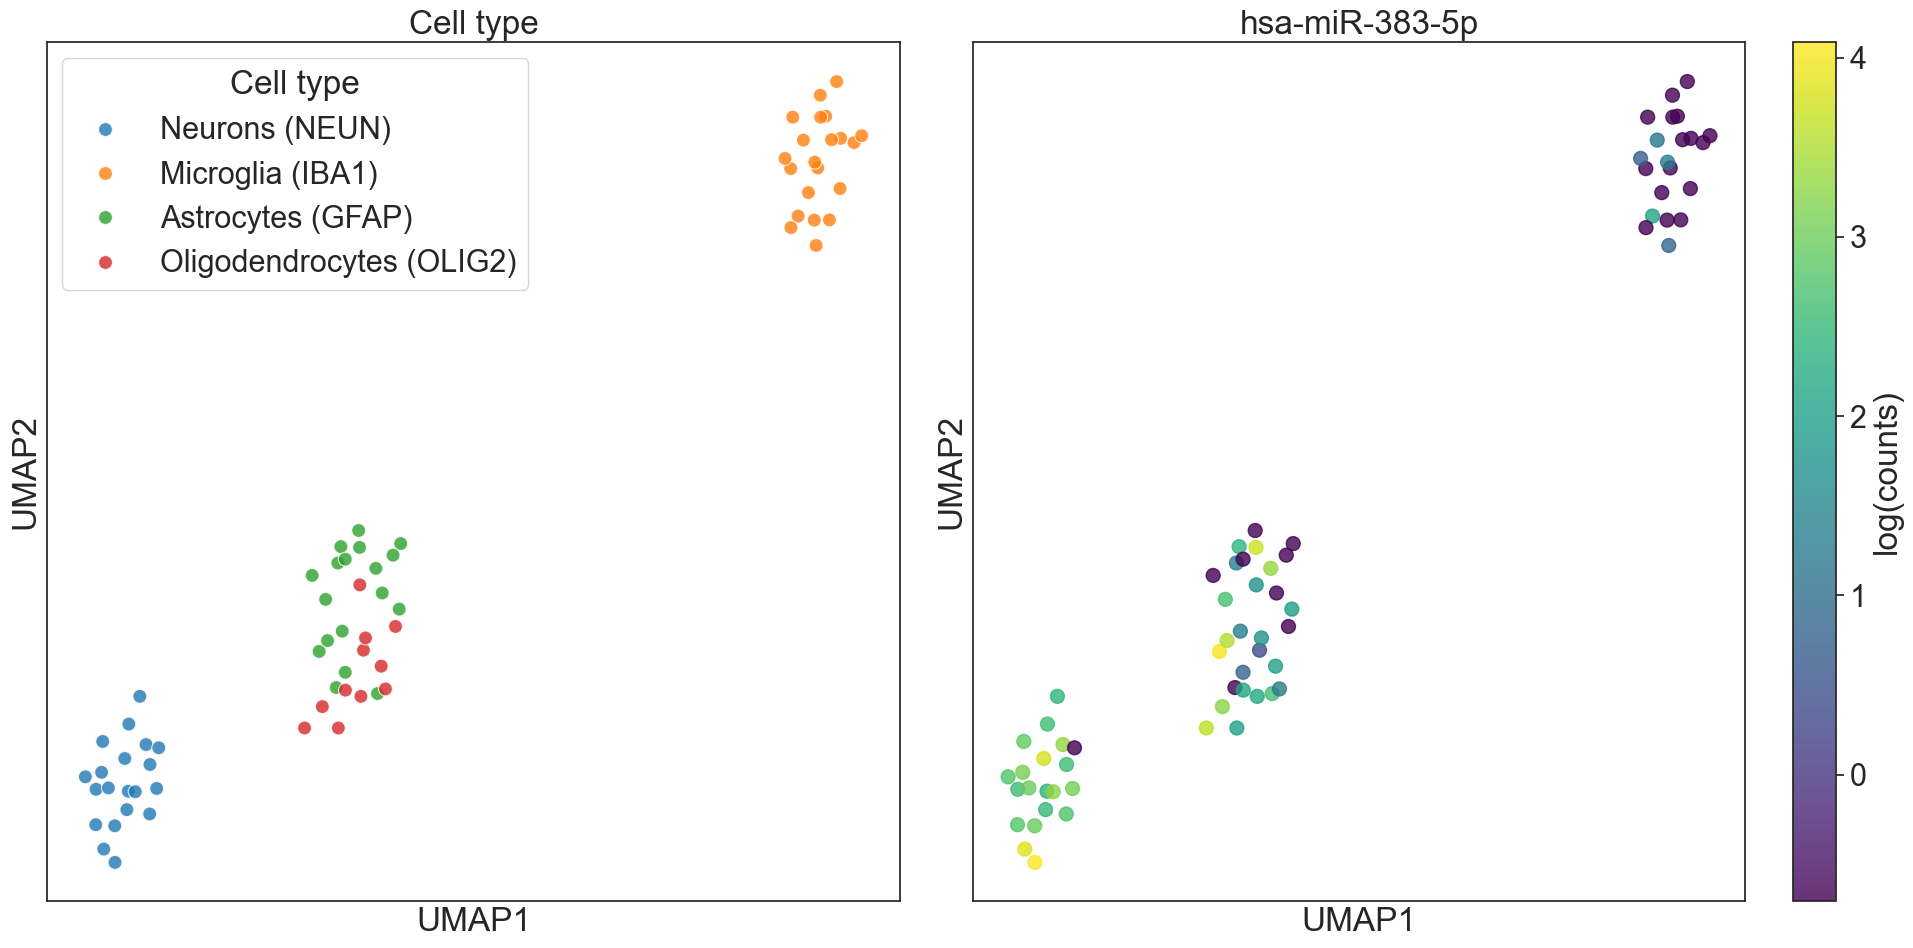 Cell type
Cell type
Neurons (NEUN)
Microglia (IBA1)
Astrocytes (GFAP)
Oligodendrocytes (OLIG2)
UMAP2
UMAP1
hsa-miR-383-5p
UMAP2
UMAP1
4
3
2
1
0
log(counts)